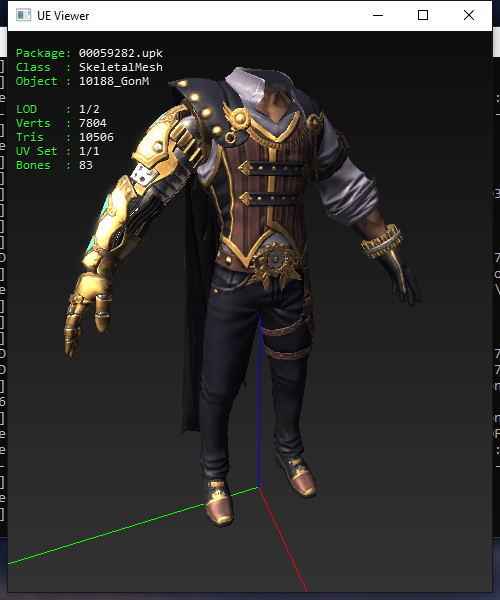 UE Viewer
Package: 00059282.upk
Class  : SkeletalMesh
Object : 10188_GonM
LOD    : 1/2
Verts  : 7804
Tris   : 10506
UV Set : 1/1
Bones  : 83